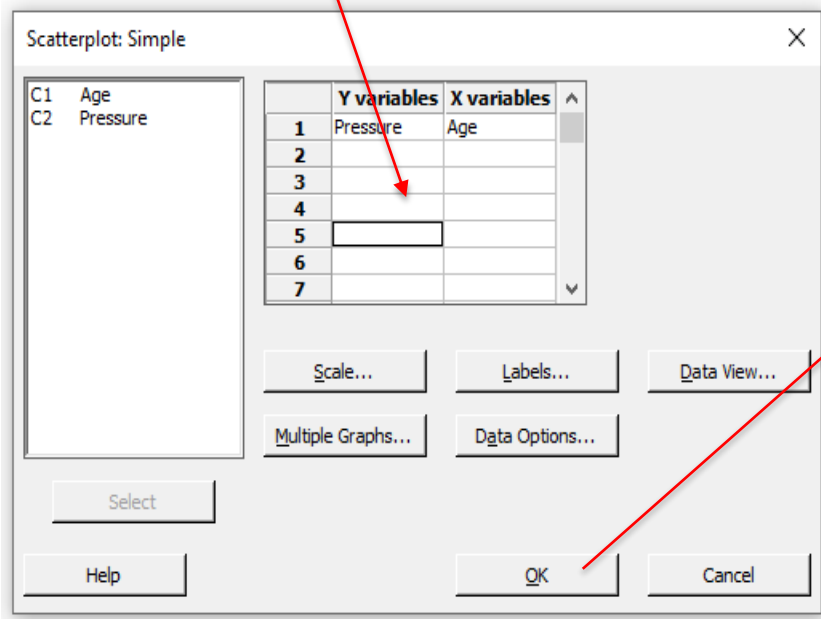 Scatterplot: Simple
C1 Age
C2 Pressure
Y variables X variables
1 Pressure Age
2
3
4
5
6
7
Scale... Labels... Data View...
Multiple Graphs... Data Options...
Select
Help OK Cancel